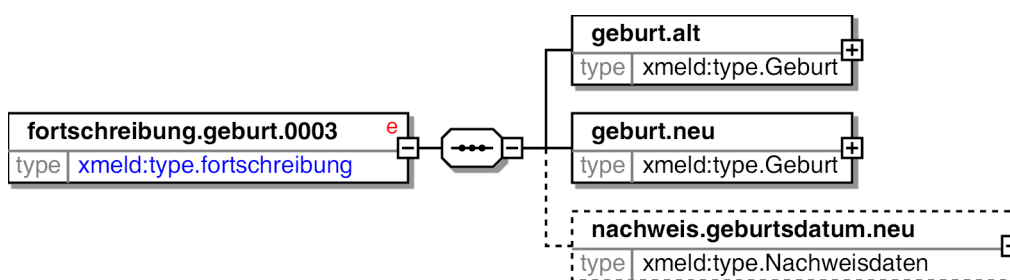 geburt.alt
type xmeld:type.Geburt
fortschreibung.geburt.0003 e
type xmeld:type.fortschreibung
geburt.neu
type xmeld:type.Geburt
nachweis.geburtsdatum.neu
type xmeld:type.Nachweisdaten